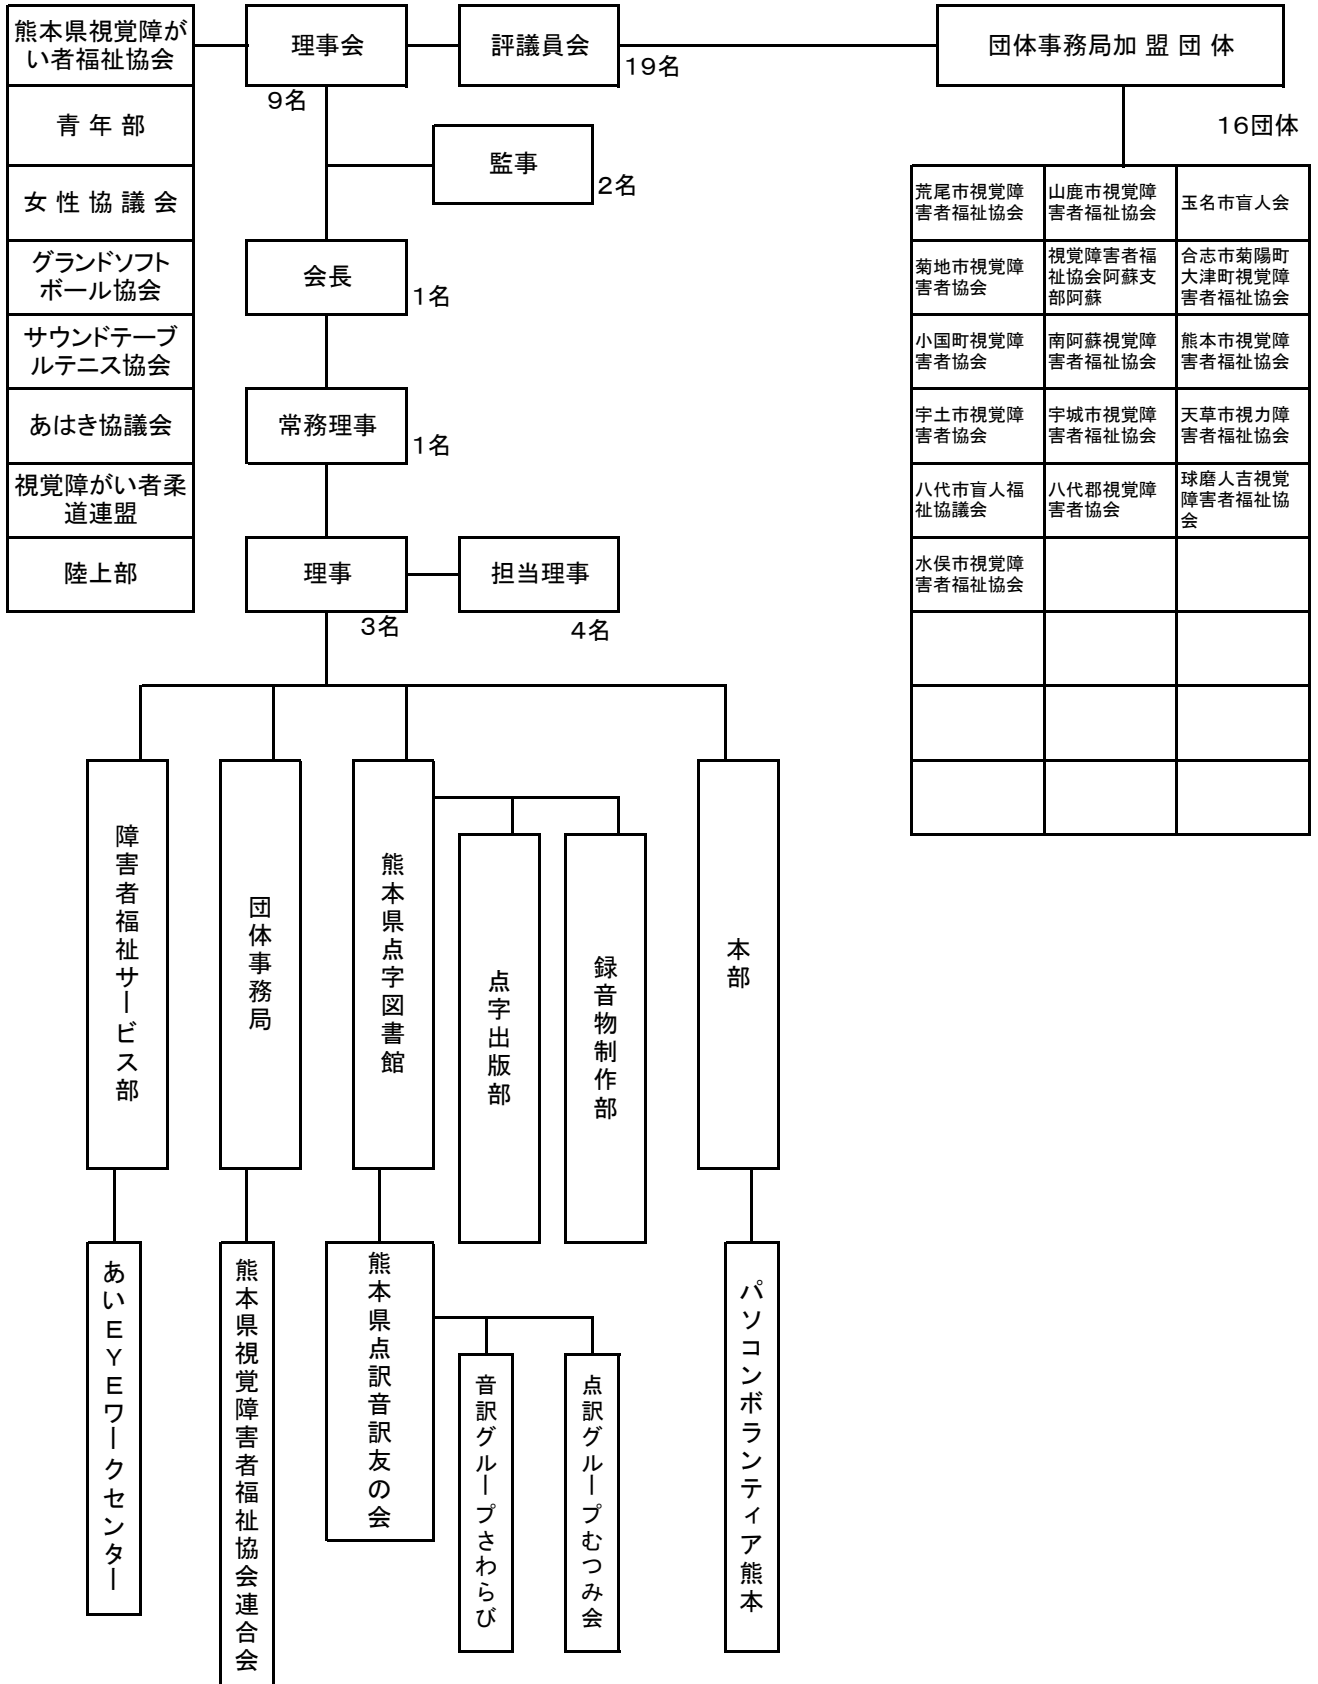 熊本県視覚障が
い者福祉協会
青 年 部
女 性 協 議 会
グランドソフト
ボール協会
サウンドテーブ
ルテニス協会
あはき協議会
視覚障がい者柔
道連盟
陸上部
理事会
9名
評議員会
19名
監事
2名
会長
1名
常務理事
1名
理事
3名
担当理事
4名
団体事務局加 盟 団 体
16団体
荒尾市視覚障
害者福祉協会
山鹿市視覚障
害者福祉協会
玉名市盲人会
菊地市視覚障
害者協会
視覚障害者福
祉協会阿蘇支
部阿蘇
合志市菊陽町
大津町視覚障
害者福祉協会
小国町視覚障
害者協会
南阿蘇視覚障
害者福祉協会
熊本市視覚障
害者福祉協会
宇土市視覚障
害者協会
宇城市視覚障
害者福祉協会
天草市視力障
害者福祉協会
八代市盲人福
祉協議会
八代郡視覚障
害者協会
球磨人吉視覚
障害者福祉協
会
水俣市視覚障
害者福祉協会
障害者福祉サービス部
団体事務局
熊本県点字図書館
点字出版部
録音物制作部
本部
あいEYEワークセンター
熊本県視覚障害者福祉協会連合会
熊本県点訳音訳友の会
音訳グループさわらび
点訳グループむつみ会
パソコンボランティア熊本